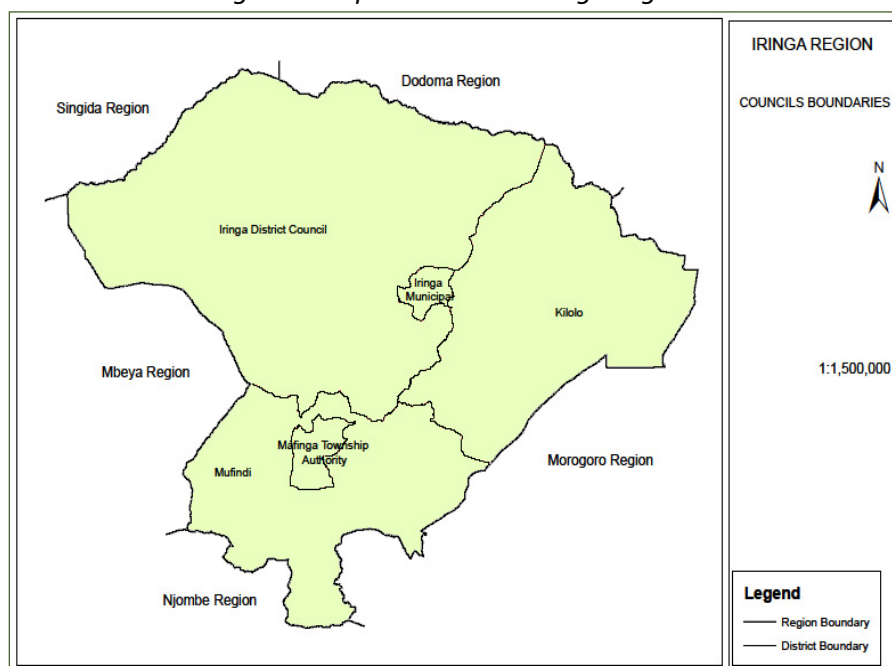 IRINGA REGION
COUNCILS BOUNDARIES
N
1:1,500,000
Dodoma Region
Singida Region
Iringa District Council
Iringa
Municipal
Kilolo
Mbeya Region
Mafinga Township
Authority
Mufindi
Morogoro Region
Njombe Region
Legend
Region Boundary
District Boundary